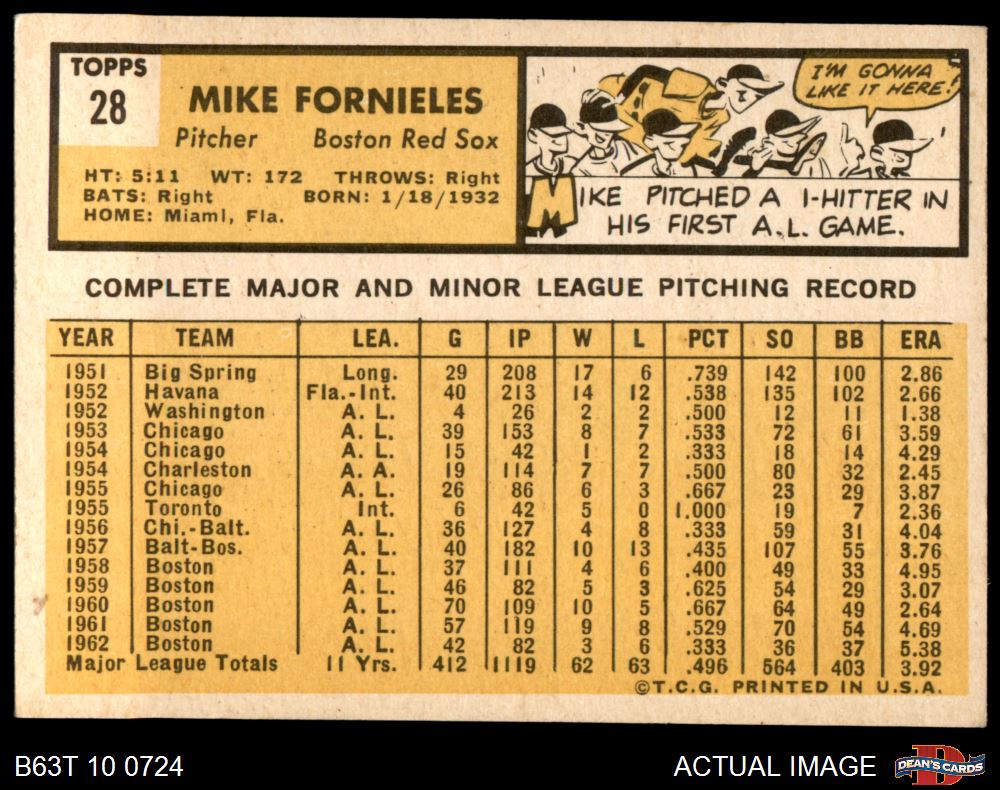 TOPPS
28
MIKE FORNIELES
Pitcher Boston Red Sox
HT: 5:11 WT: 172 THROWS: Right
BATS: Right BORN: 1/18/1932
HOME: Miami, Fla.
I'M GONNA
LIKE IT HERE!
MIKE PITCHED A 1-HITTER IN
HIS FIRST A.L. GAME.
COMPLETE MAJOR AND MINOR LEAGUE PITCHING RECORD
YEAR TEAM LEA. G IP W L PCT SO BB ERA
1951 Big Spring Long. 29 208 17 6 .739 142 100 2.86
1952 Havana Fla.-Int. 40 213 14 12 .538 135 102 2.66
1952 Washington A. L. 4 26 2 2 .500 12 11 1.38
1953 Chicago A. L. 39 153 8 7 .533 72 61 3.59
1954 Chicago A. L. 15 42 1 2 .333 18 14 4.29
1954 Charleston A. A. 19 114 7 7 .500 80 32 2.45
1955 Chicago A. L. 26 86 6 3 .667 23 29 3.87
1955 Toronto Int. 6 42 5 0 1.000 19 7 2.36
1956 Chi.-Balt. A. L. 36 127 4 8 .333 59 31 4.04
1957 Balt-Bos. A. L. 40 182 10 13 .435 107 55 3.76
1958 Boston A. L. 37 111 4 6 .400 49 33 4.95
1959 Boston A. L. 46 82 5 3 .625 54 29 3.07
1960 Boston A. L. 70 109 10 5 .667 64 49 2.64
1961 Boston A. L. 57 119 9 8 .529 70 54 4.69
1962 Boston A. L. 42 82 3 6 .333 36 37 5.38
Major League Totals 11 Yrs. 412 1119 62 63 .496 564 403 3.92
©T.C.G. PRINTED IN U.S.A.
B63T 10 0724 ACTUAL IMAGE D DEAN'S CARDS